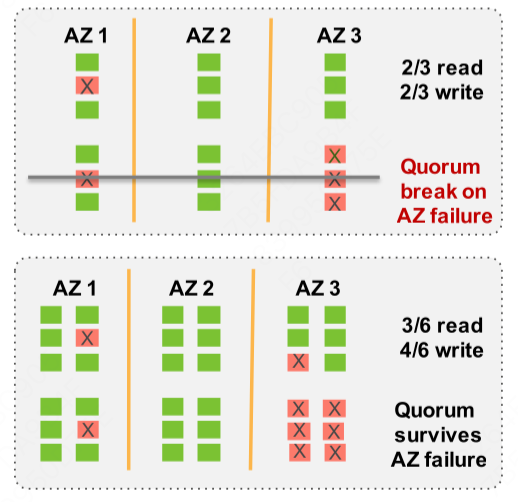 AZ 1 AZ 2 AZ 3
2/3 read
2/3 write
X
X
X
X
X
Quorum
break on
AZ failure
AZ 1 AZ 2 AZ 3
3/6 read
4/6 write
X
X
X X
X X X
X X
Quorum
survives
AZ failure